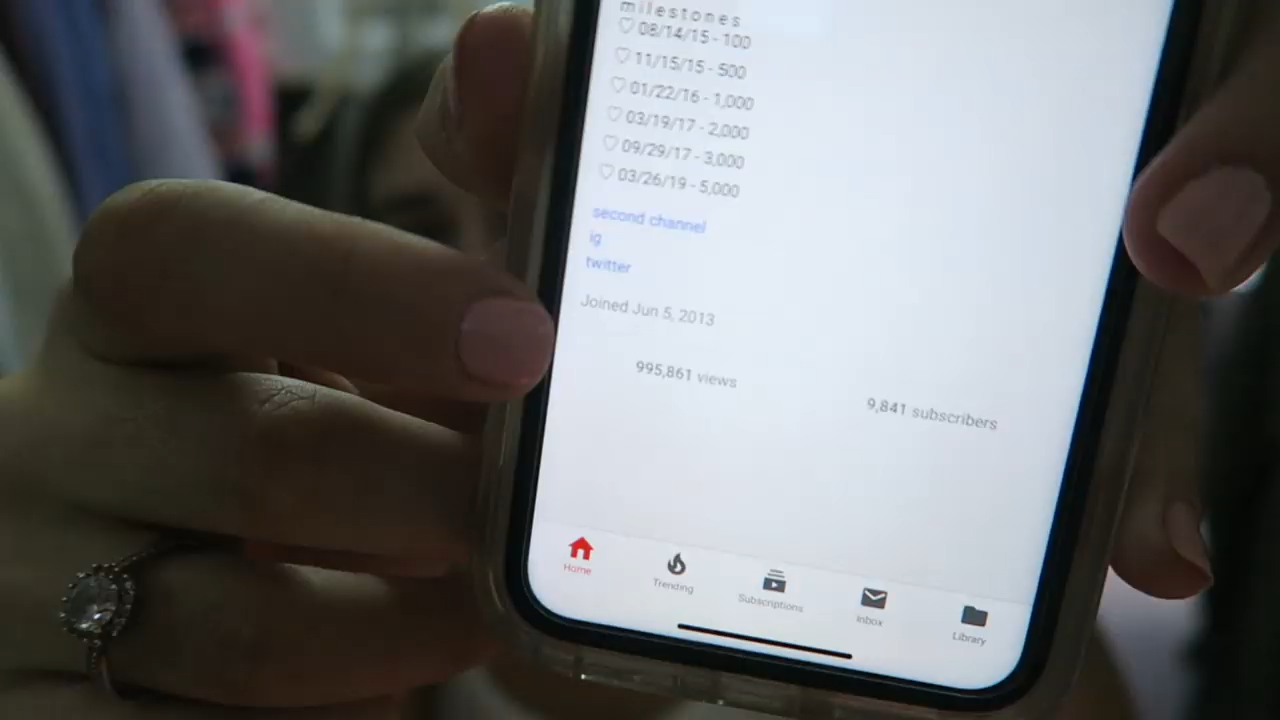 milestones
♡ 08/14/15 - 100
♡ 11/15/15 - 500
♡ 01/22/16 - 1,000
♡ 03/19/17 - 2,000
♡ 09/29/17 - 3,000
♡ 03/26/19 - 5,000
second channel
ig
twitter
Joined Jun 5, 2013
995,861 views
9,841 subscribers
Home Trending Subscriptions Inbox Library